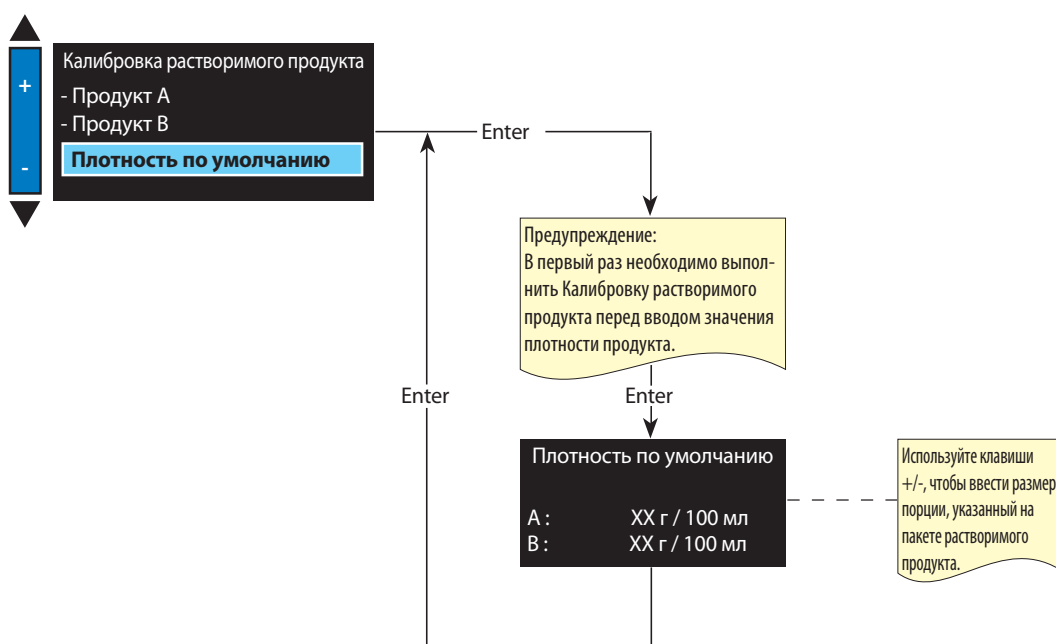 +
-
Калибровка растворимого продукта
- Продукт A
- Продукт B
Плотность по умолчанию
Enter
Предупреждение:
В первый раз необходимо выпол-
нить Калибровку растворимого
продукта перед вводом значения
плотности продукта.
Enter
Enter
Плотность по умолчанию
A : XX г / 100 мл
B : XX г / 100 мл
Используйте клавиши
+/-, чтобы ввести размер
порции, указанный на
пакете растворимого
продукта.